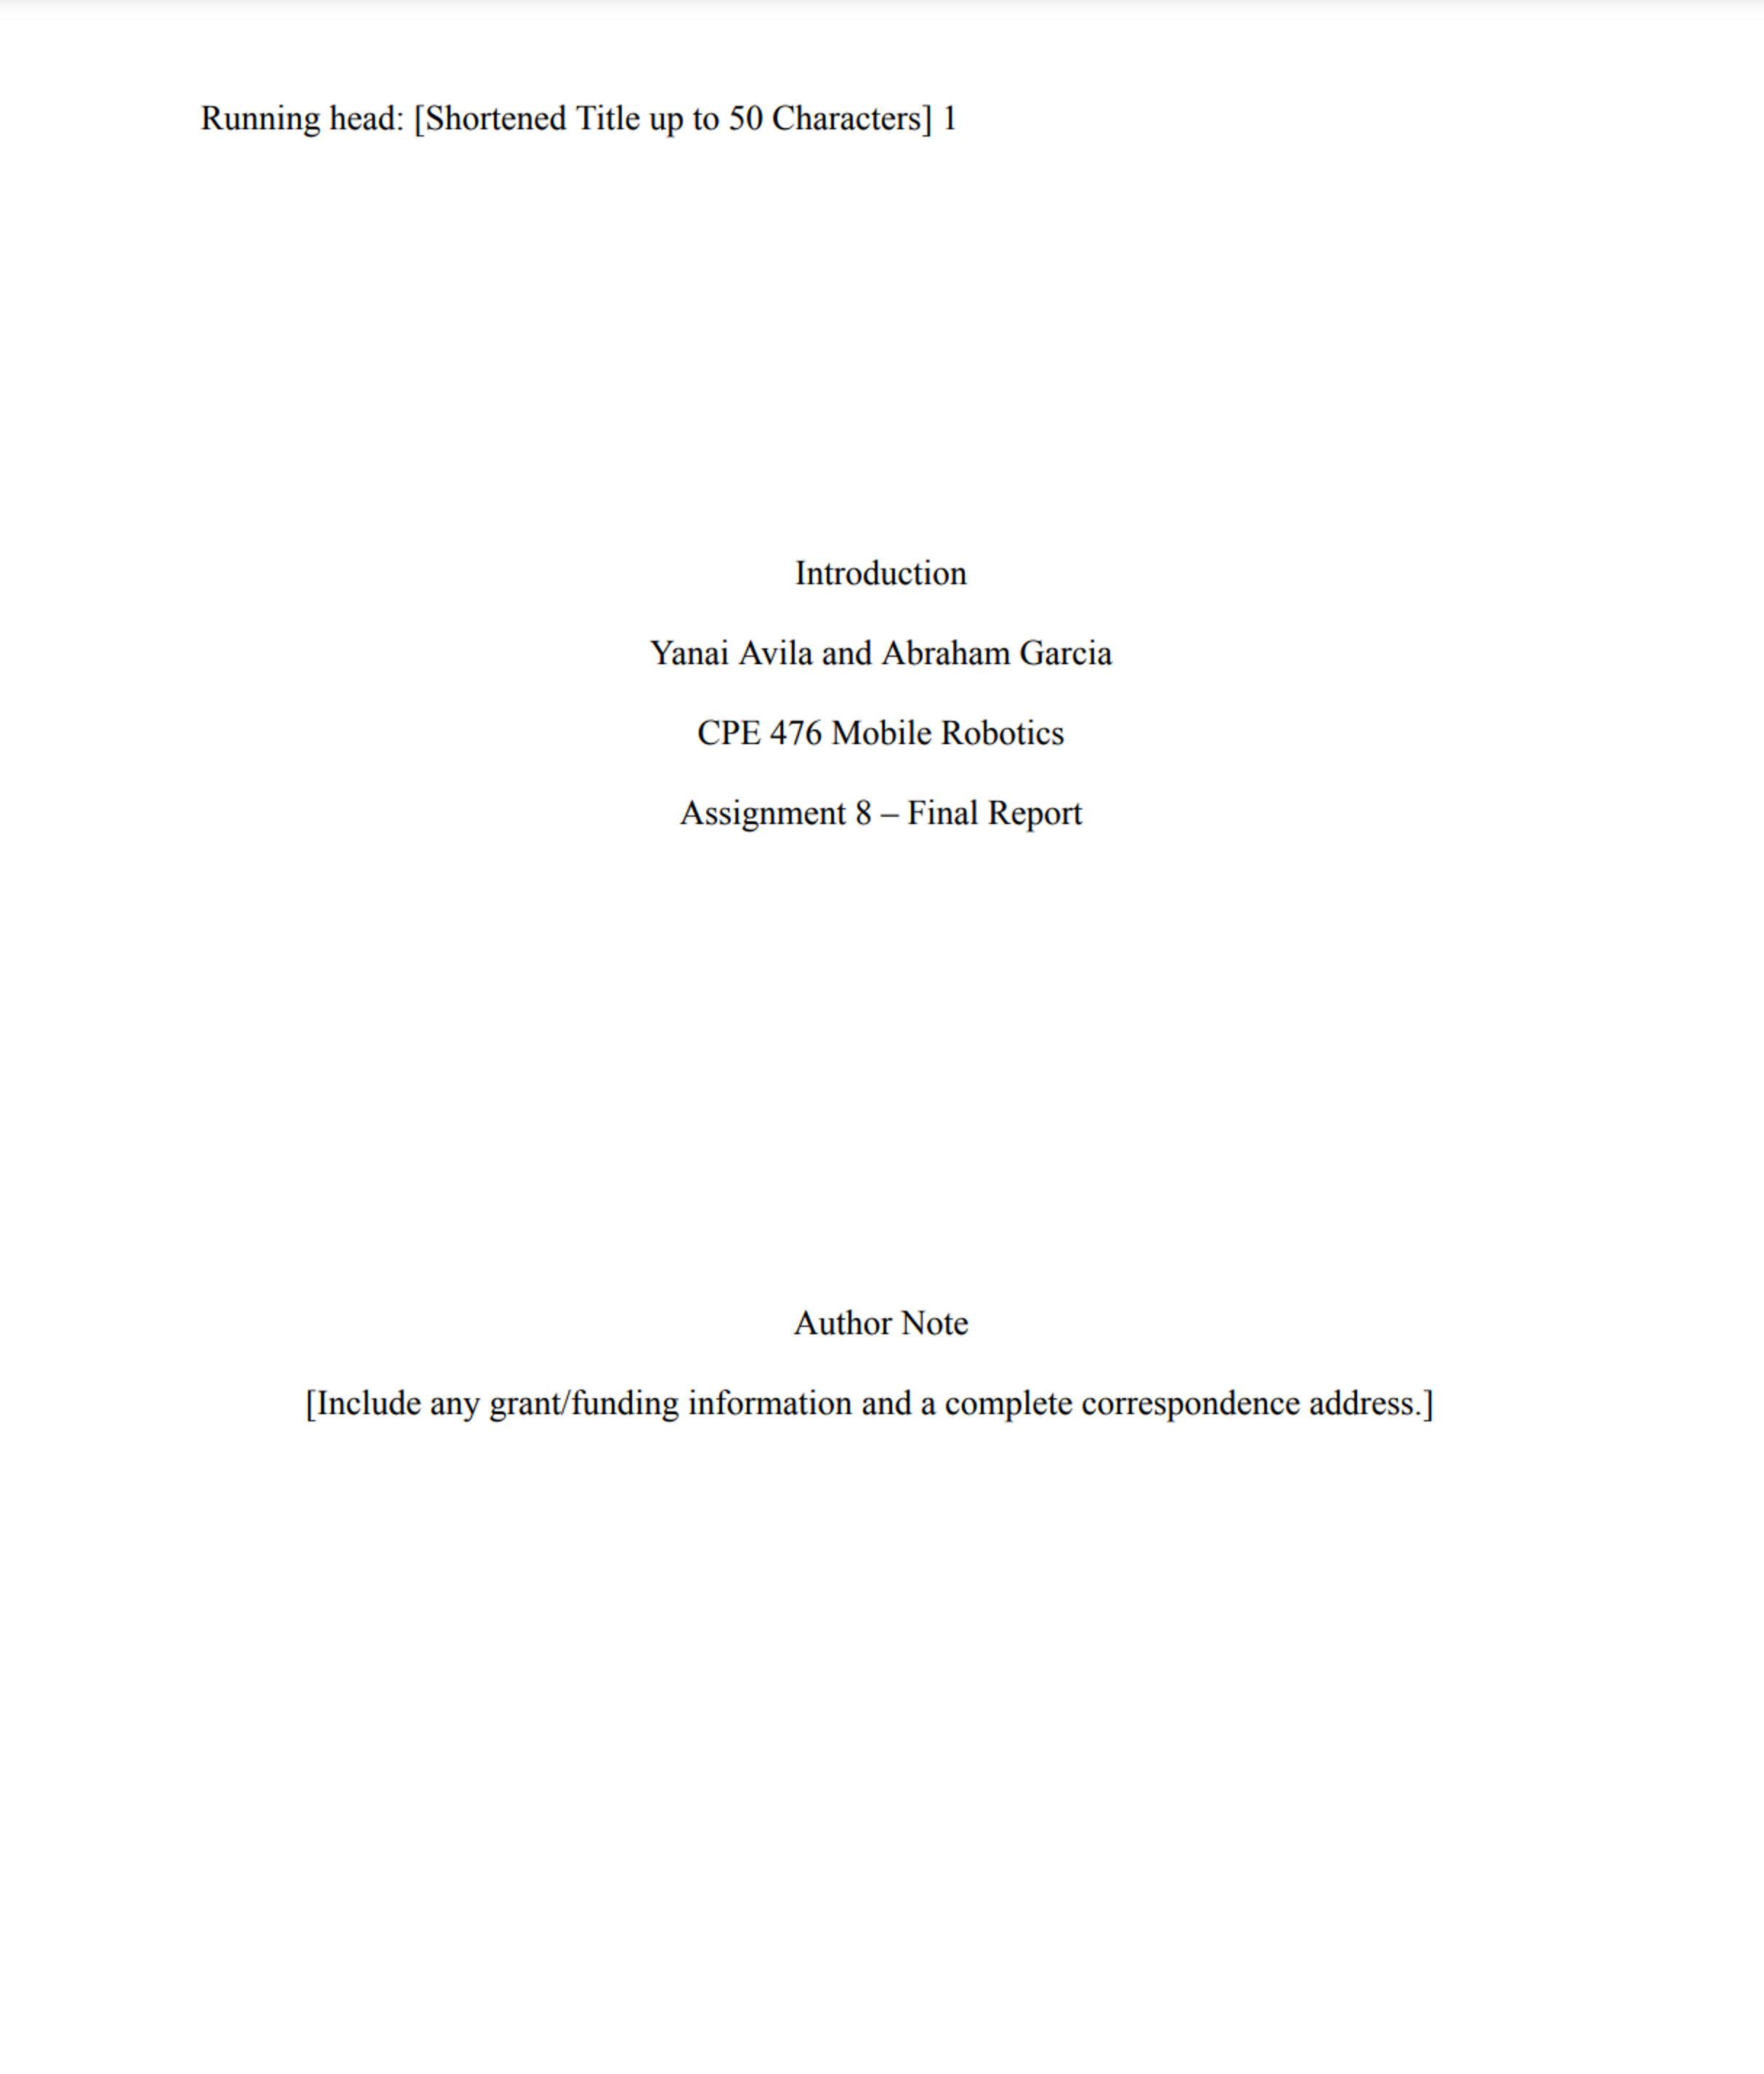 Running head: [Shortened Title up to 50 Characters] 1
Introduction
Yanai Avila and Abraham Garcia
CPE 476 Mobile Robotics
Assignment 8 – Final Report
Author Note
[Include any grant/funding information and a complete correspondence address.]